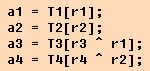 a1 = T1[r1];
a2 = T2[r2];
a3 = T3[r3 ^ r1];
a4 = T4[r4 ^ r2];